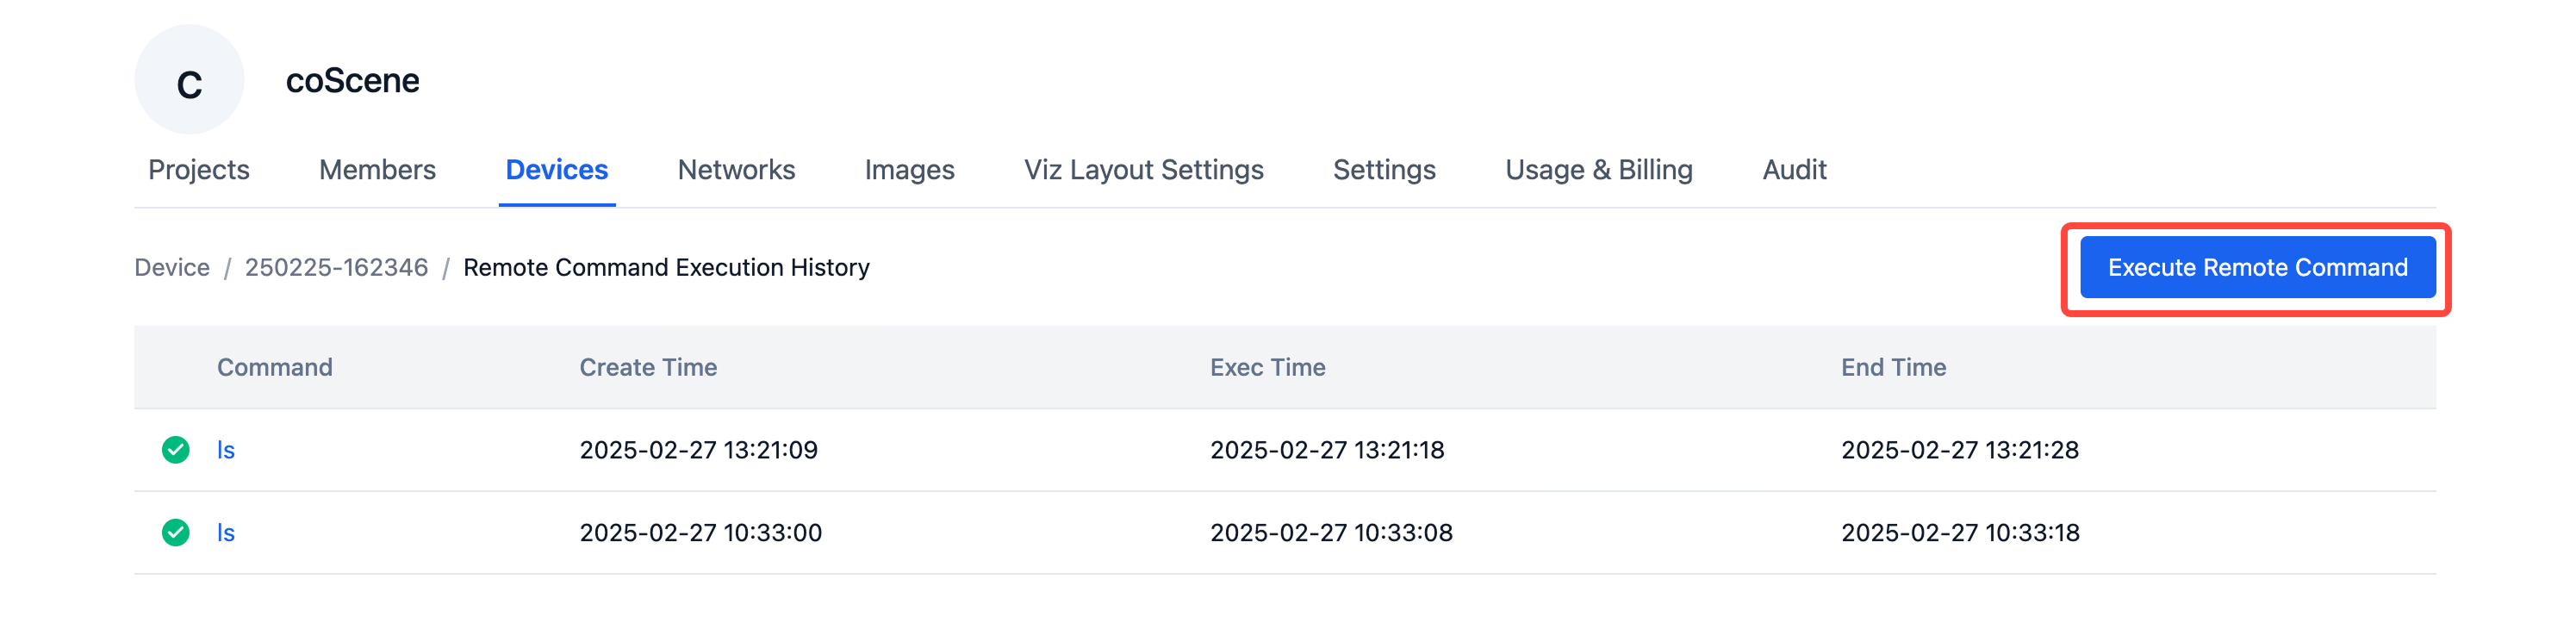 C
coScene
Projects Members Devices Networks Images Viz Layout Settings Settings Usage & Billing Audit
Device / 250225-162346 / Remote Command Execution History Execute Remote Command
Command Create Time Exec Time End Time
ls 2025-02-27 13:21:09 2025-02-27 13:21:18 2025-02-27 13:21:28
ls 2025-02-27 10:33:00 2025-02-27 10:33:08 2025-02-27 10:33:18